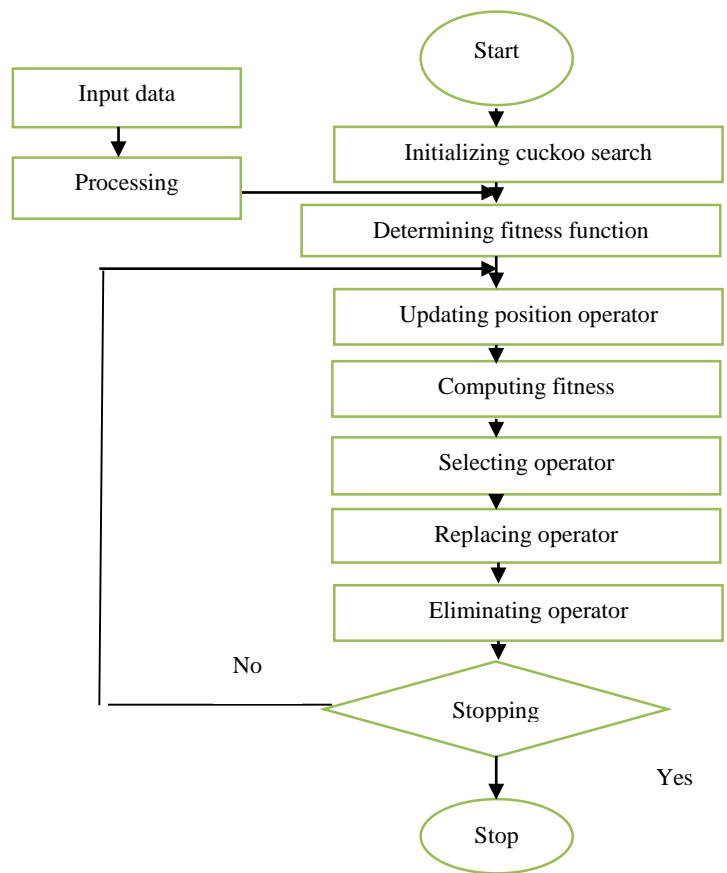 Start
Input data
Initializing cuckoo search
Processing
Determining fitness function
Updating position operator
Computing fitness
Selecting operator
Replacing operator
Eliminating operator
No
Stopping
Yes
Stop